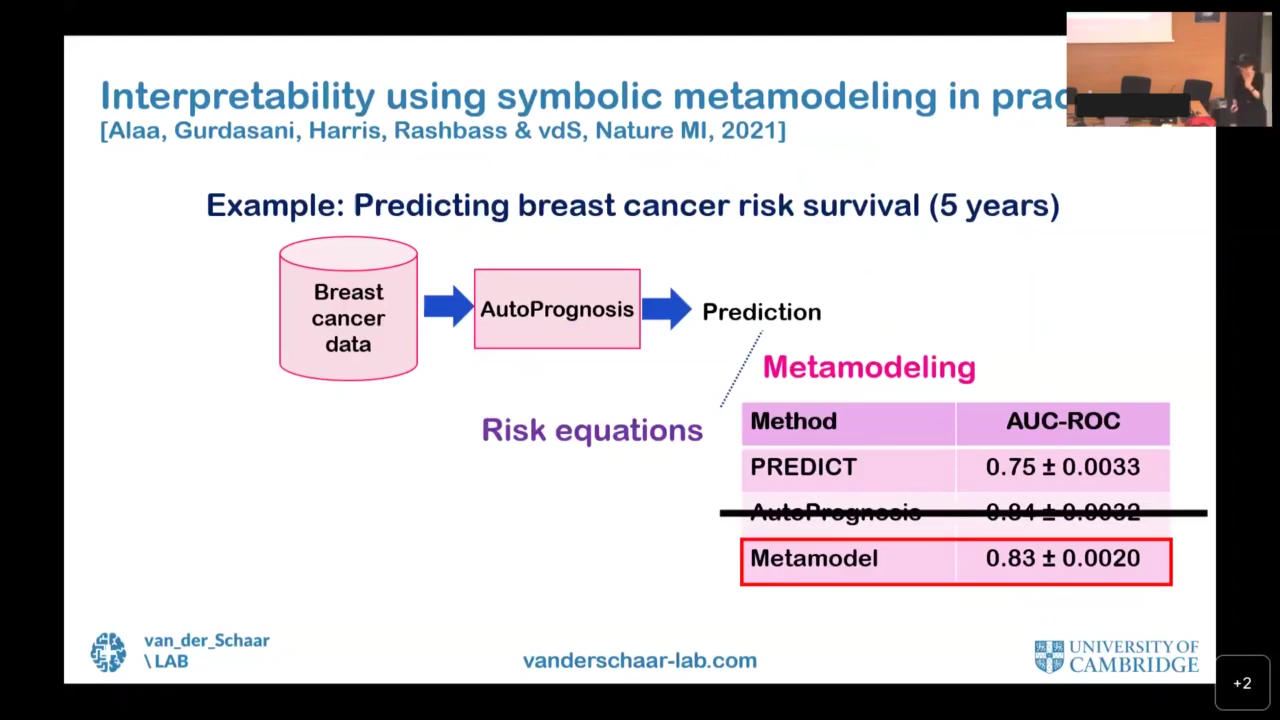 Interpretability using symbolic metamodeling in prac
[Alaa, Gurdasani, Harris, Rashbass & vdS, Nature MI, 2021]
Example: Predicting breast cancer risk survival (5 years)
Breast
cancer
data
AutoPrognosis
Prediction
Metamodeling
Risk equations
Method AUC-ROC
PREDICT 0.75 ± 0.0033
AutoPrognosis 0.84 ± 0.0032
Metamodel 0.83 ± 0.0020
van_der_Schaar
\ LAB
vanderschaar-lab.com
UNIVERSITY OF
CAMBRIDGE
+2